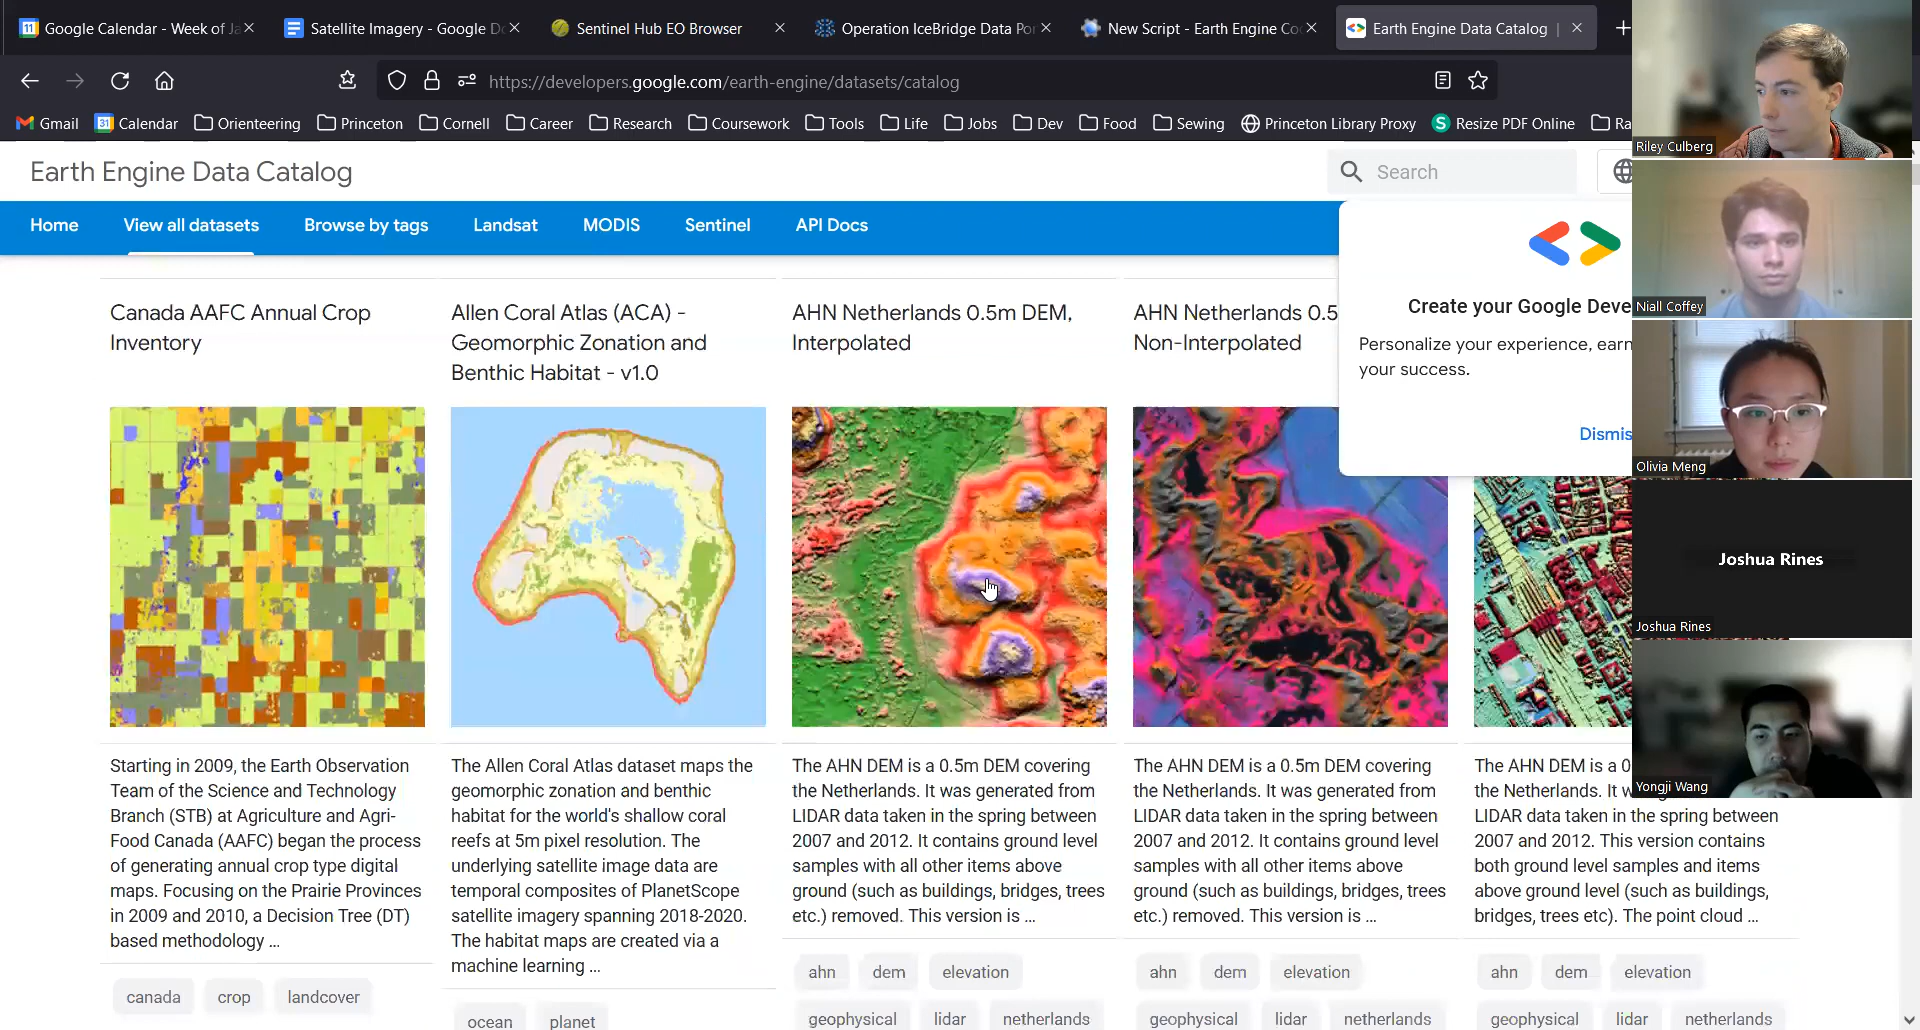 Google Calendar - Week of Ja
Satellite Imagery - Google D
Sentinel Hub EO Browser
Operation IceBridge Data Po
New Script - Earth Engine Co
Earth Engine Data Catalog |
https://developers.google.com/earth-engine/datasets/catalog
Gmail
31 Calendar
Orienteering
Princeton
Cornell
Career
Research
Coursework
Tools
Life
Jobs
Dev
Food
Sewing
Princeton Library Proxy
S Resize PDF Online
Ra
Earth Engine Data Catalog
Search
Home
View all datasets
Browse by tags
Landsat
MODIS
Sentinel
API Docs
Create your Google Deve
Personalize your experience, earn
your success.
Dismis
Canada AAFC Annual Crop
Inventory
Starting in 2009, the Earth Observation
Team of the Science and Technology
Branch (STB) at Agriculture and Agri-
Food Canada (AAFC) began the process
of generating annual crop type digital
maps. Focusing on the Prairie Provinces
in 2009 and 2010, a Decision Tree (DT)
based methodology ...
canada
crop
landcover
Allen Coral Atlas (ACA) -
Geomorphic Zonation and
Benthic Habitat - v1.0
The Allen Coral Atlas dataset maps the
geomorphic zonation and benthic
habitat for the world's shallow coral
reefs at 5m pixel resolution. The
underlying satellite image data are
temporal composites of PlanetScope
satellite imagery spanning 2018-2020.
The habitat maps are created via a
machine learning ...
ocean
planet
AHN Netherlands 0.5m DEM,
Interpolated
The AHN DEM is a 0.5m DEM covering
the Netherlands. It was generated from
LIDAR data taken in the spring between
2007 and 2012. It contains ground level
samples with all other items above
ground (such as buildings, bridges, trees
etc.) removed. This version is ...
ahn
dem
elevation
geophysical
lidar
netherlands
AHN Netherlands 0.5
Non-Interpolated
The AHN DEM is a 0.5m DEM covering
the Netherlands. It was generated from
LIDAR data taken in the spring between
2007 and 2012. It contains ground level
samples with all other items above
ground (such as buildings, bridges, trees
etc.) removed. This version is ...
ahn
dem
elevation
geophysical
lidar
netherlands
The AHN DEM is a 0
the Netherlands. It w
LIDAR data taken in the spring between
2007 and 2012. This version contains
both ground level samples and items
above ground level (such as buildings,
bridges, trees etc). The point cloud ...
ahn
dem
elevation
geophysical
lidar
netherlands
Riley Culberg
Niall Coffey
Olivia Meng
Joshua Rines
Joshua Rines
Yongji Wang